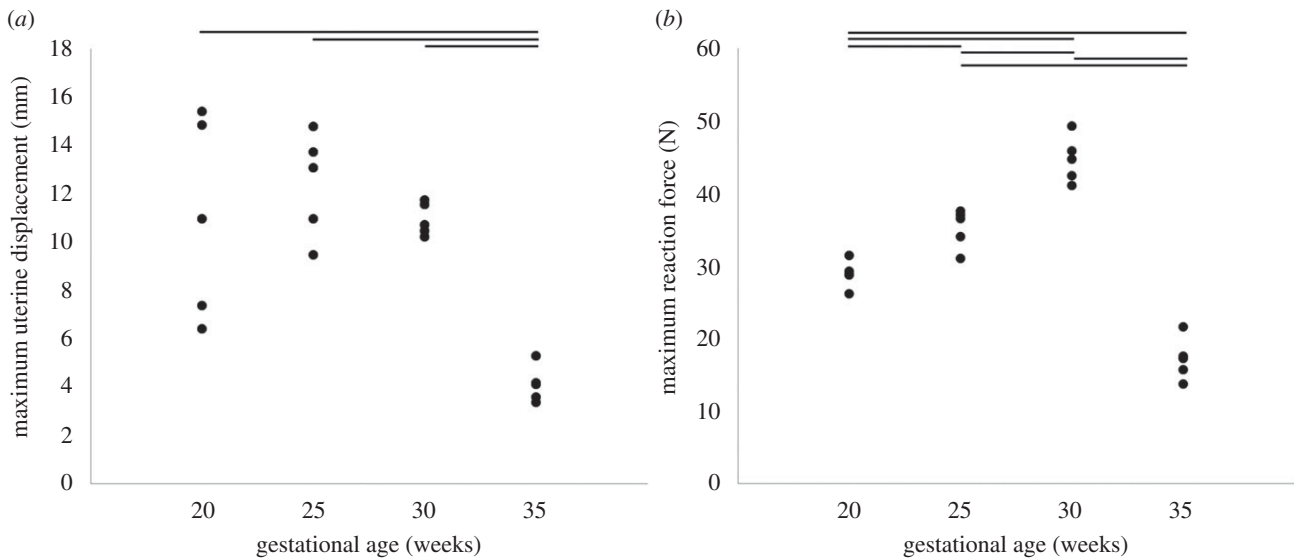 (a)
maximum uterine displacement (mm)
18
16
14
12
10
8
6
4
2
0
20 25 30 35
gestational age (weeks)
(b)
maximum reaction force (N)
60
50
40
30
20
10
0
20 25 30 35
gestational age (weeks)